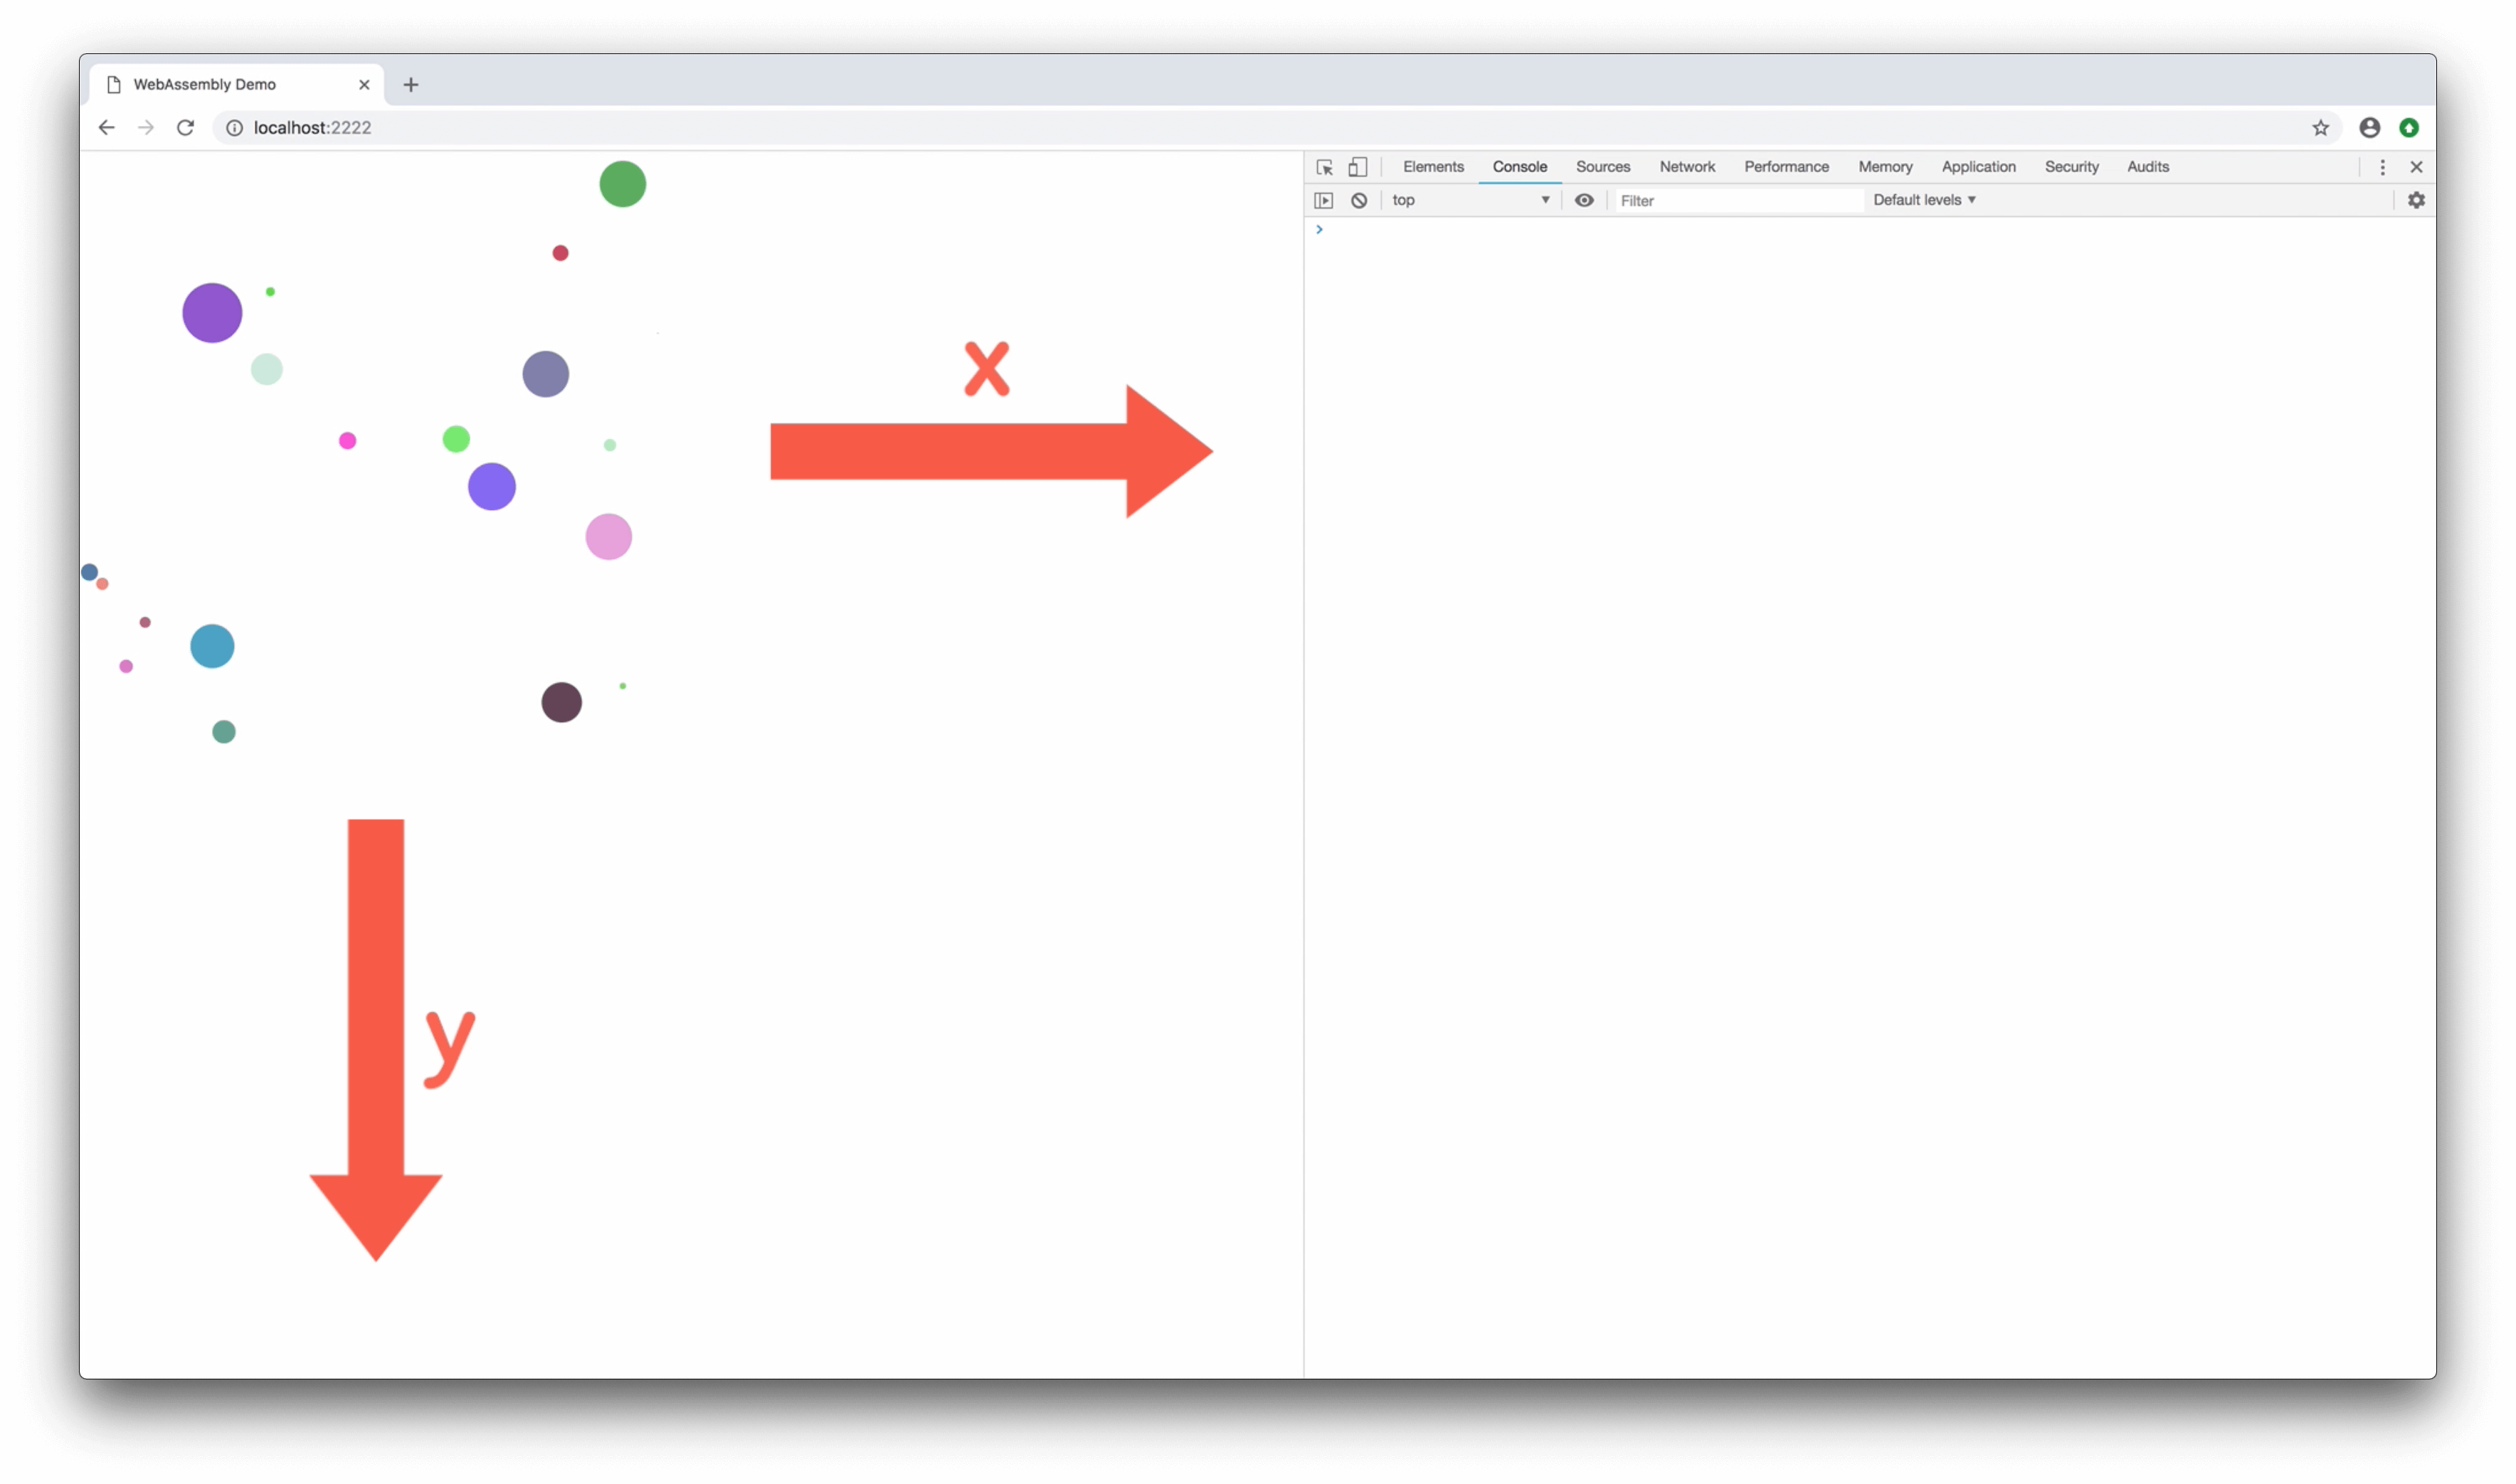 WebAssembly Demo
localhost:2222
Elements Console Sources Network Performance Memory Application Security Audits
top Filter Default levels
x
y